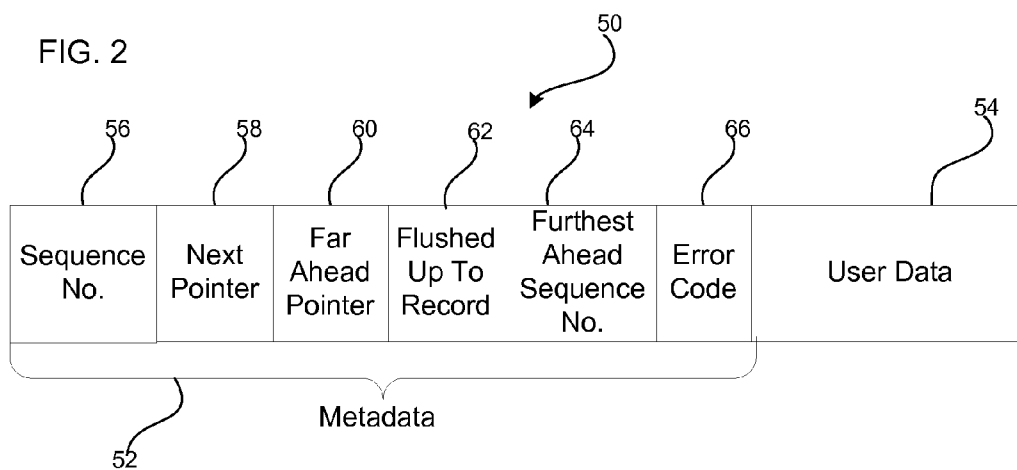 50
FIG. 2
56
58
60
62
64
66
54
Sequence
No.
Next
Pointer
Far
Ahead
Pointer
Flushed
Up To
Record
Furthest
Ahead
Sequence
No.
Error
Code
User Data
Metadata
52